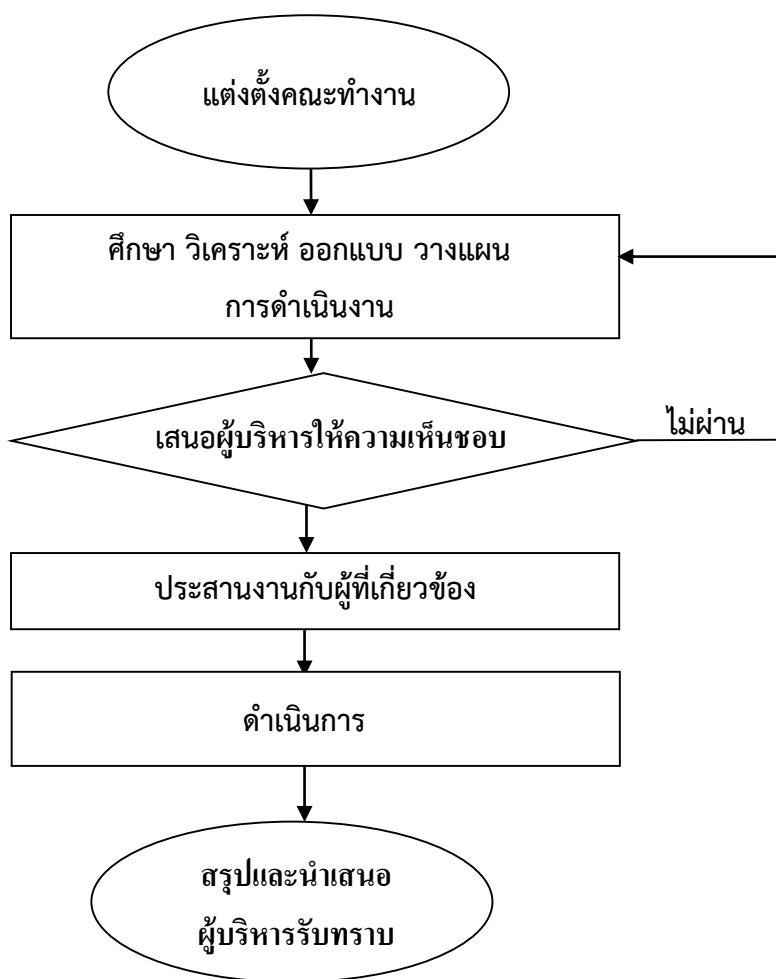 แต่งตั้งคณะทำงาน
ศึกษา วิเคราะห์ ออกแบบ วางแผน
การดำเนินงาน
เสนอผู้บริหารให้ความเห็นชอบ
ไม่ผ่าน
ประสานงานกับผู้ที่เกี่ยวข้อง
ดำเนินการ
สรุปและนำเสนอ
ผู้บริหารรับทราบ